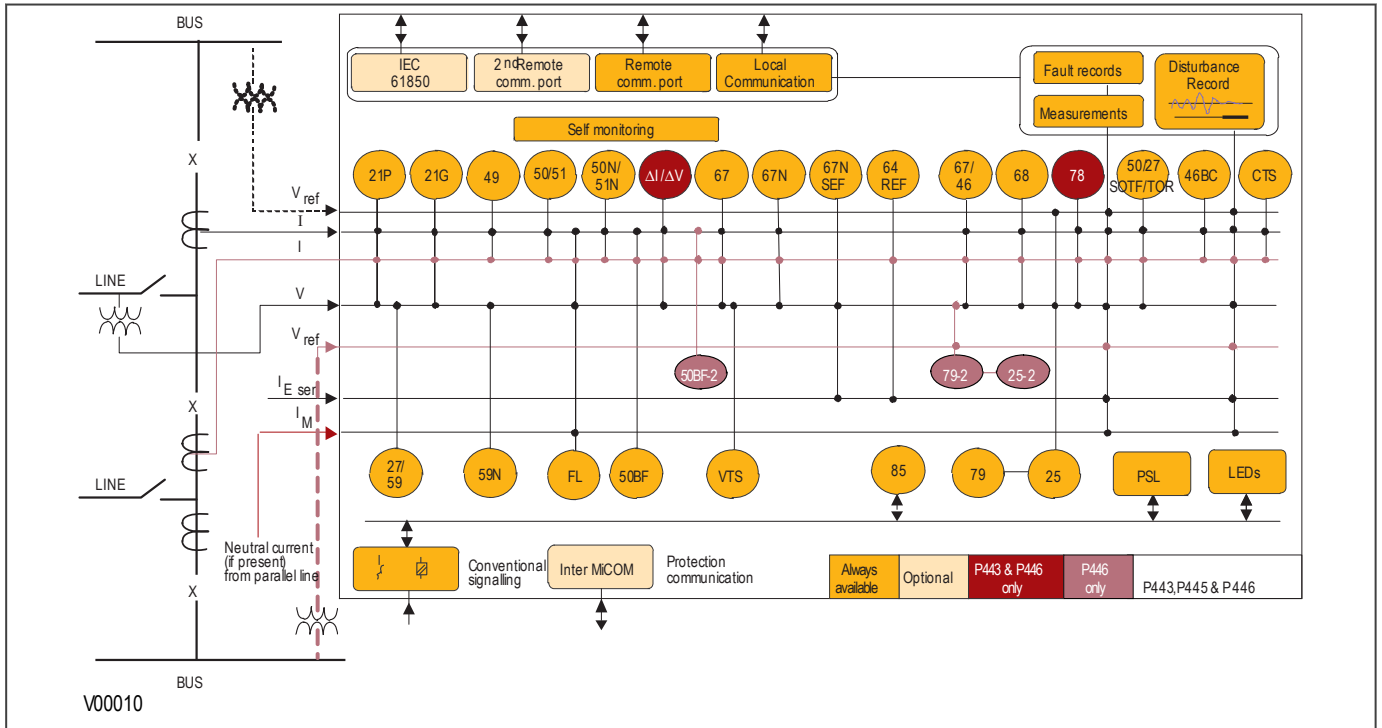 BUS
IEC
61850
2nd Remote
comm. port
Remote
comm. port
Local
Communication
Fault records
Measurements
Disturbance
Record
Self monitoring
21P
21G
49
50/51
50N/
51N
ΔI/ΔV
67
67N
67N
SEF
64
REF
67/
46
68
78
50/27
SOTF/TOR
46BC
CTS
X
V ref
I
I
LINE
V
V ref
50BF-2
79-2
25-2
I E ser
X
I M
LINE
27/
59
59N
FL
50BF
VTS
85
79
25
PSL
LEDs
Neutral current
(if present)
from parallel line
X
Conventional
signalling
Inter MiCOM
Protection
communication
Always
available
Optional
P443 & P446
only
P446
only
P443,P445 & P446
BUS
V00010